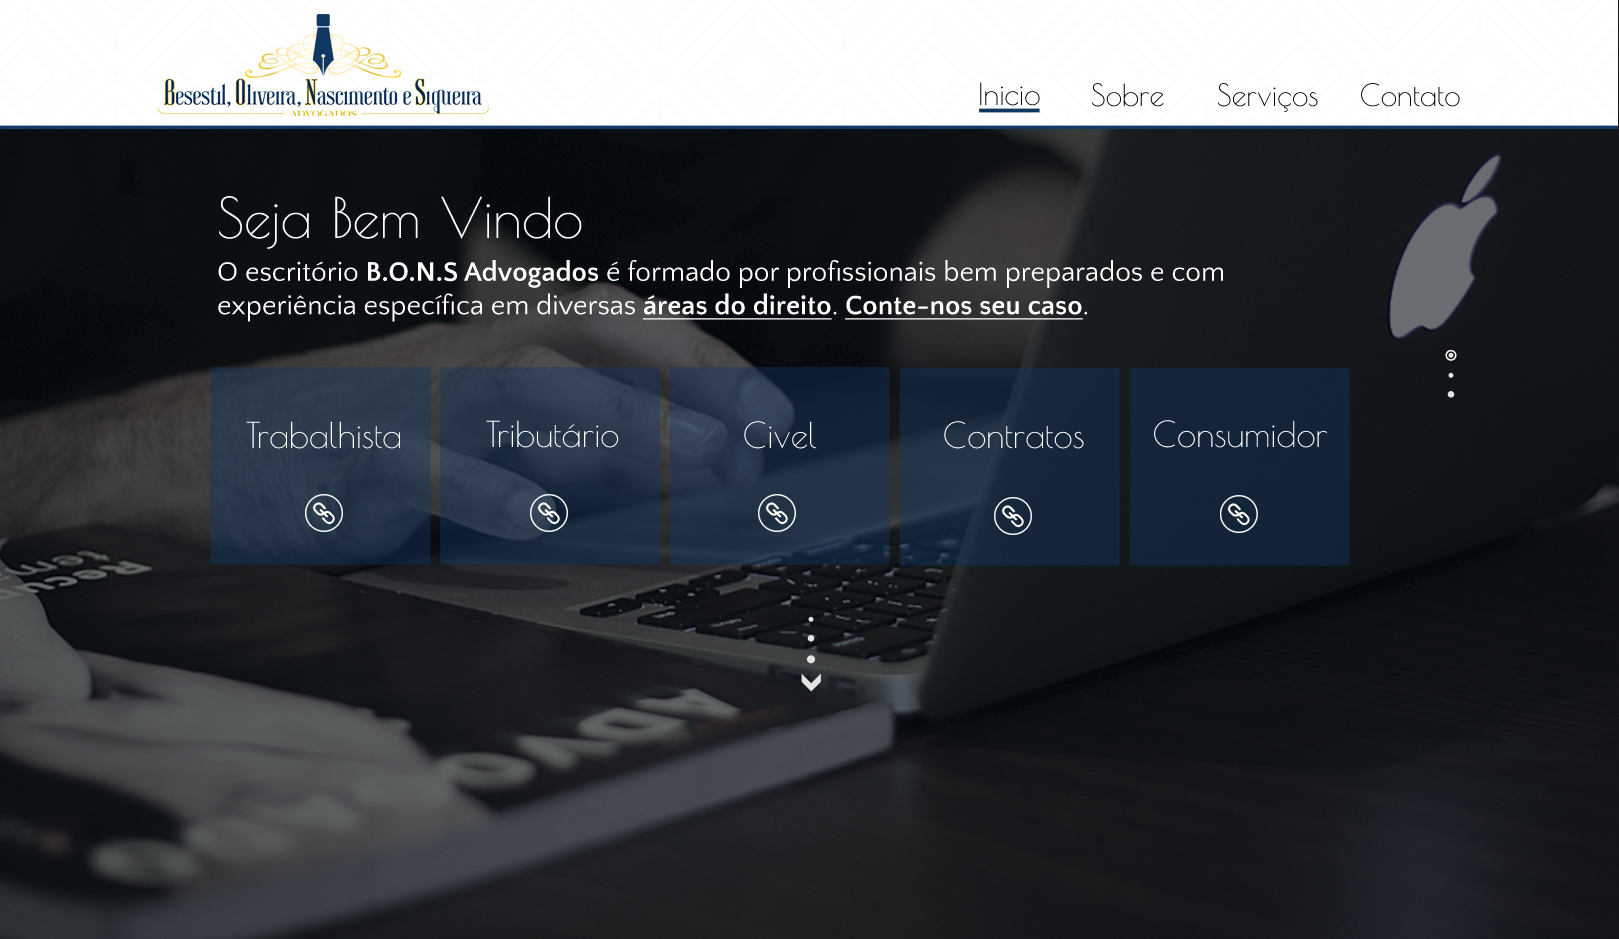 Besestil, Oliveira, Nascimento e Siqueira
ADVOGADOS
Inicio Sobre Serviços Contato
Seja Bem Vindo
O escritório B.O.N.S Advogados é formado por profissionais bem preparados e com
experiência específica em diversas áreas do direito. Conte-nos seu caso.
Trabalhista Tributário Civel Contratos Consumidor